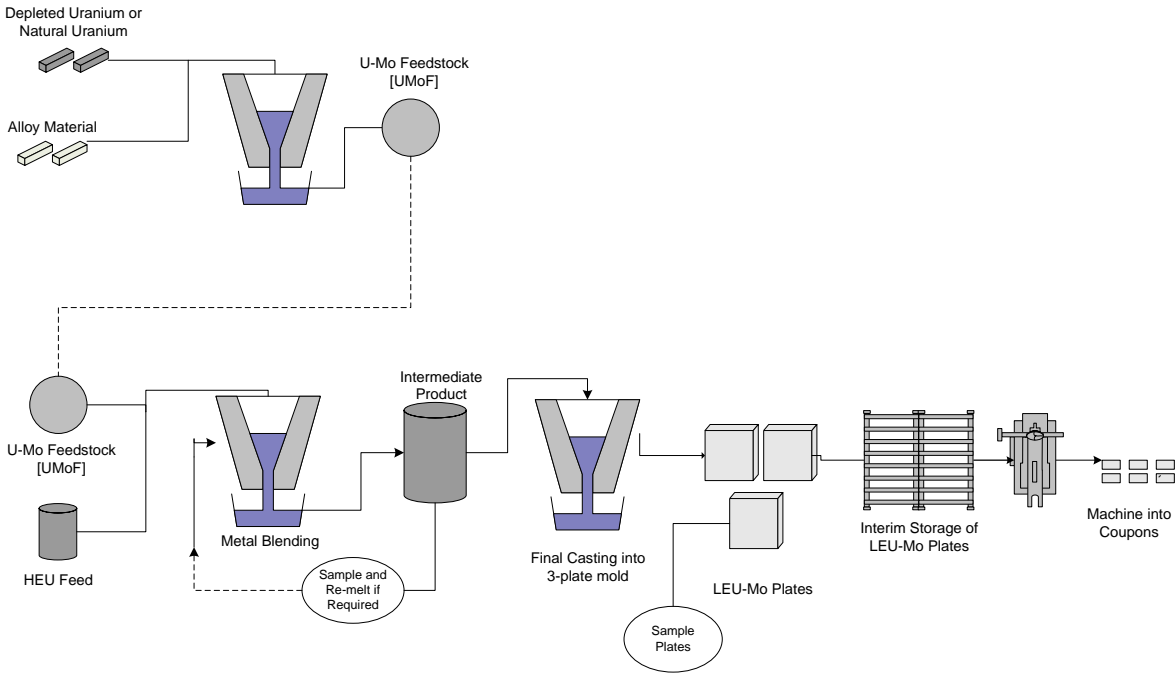 Depleted Uranium or
Natural Uranium
U-Mo Feedstock
[UMoF]
Alloy Material
Intermediate
Product
U-Mo Feedstock
[UMoF]
Metal Blending
HEU Feed
Sample and
Re-melt if
Required
Final Casting into
3-plate mold
LEU-Mo Plates
Sample
Plates
Interim Storage of
LEU-Mo Plates
Machine into
Coupons